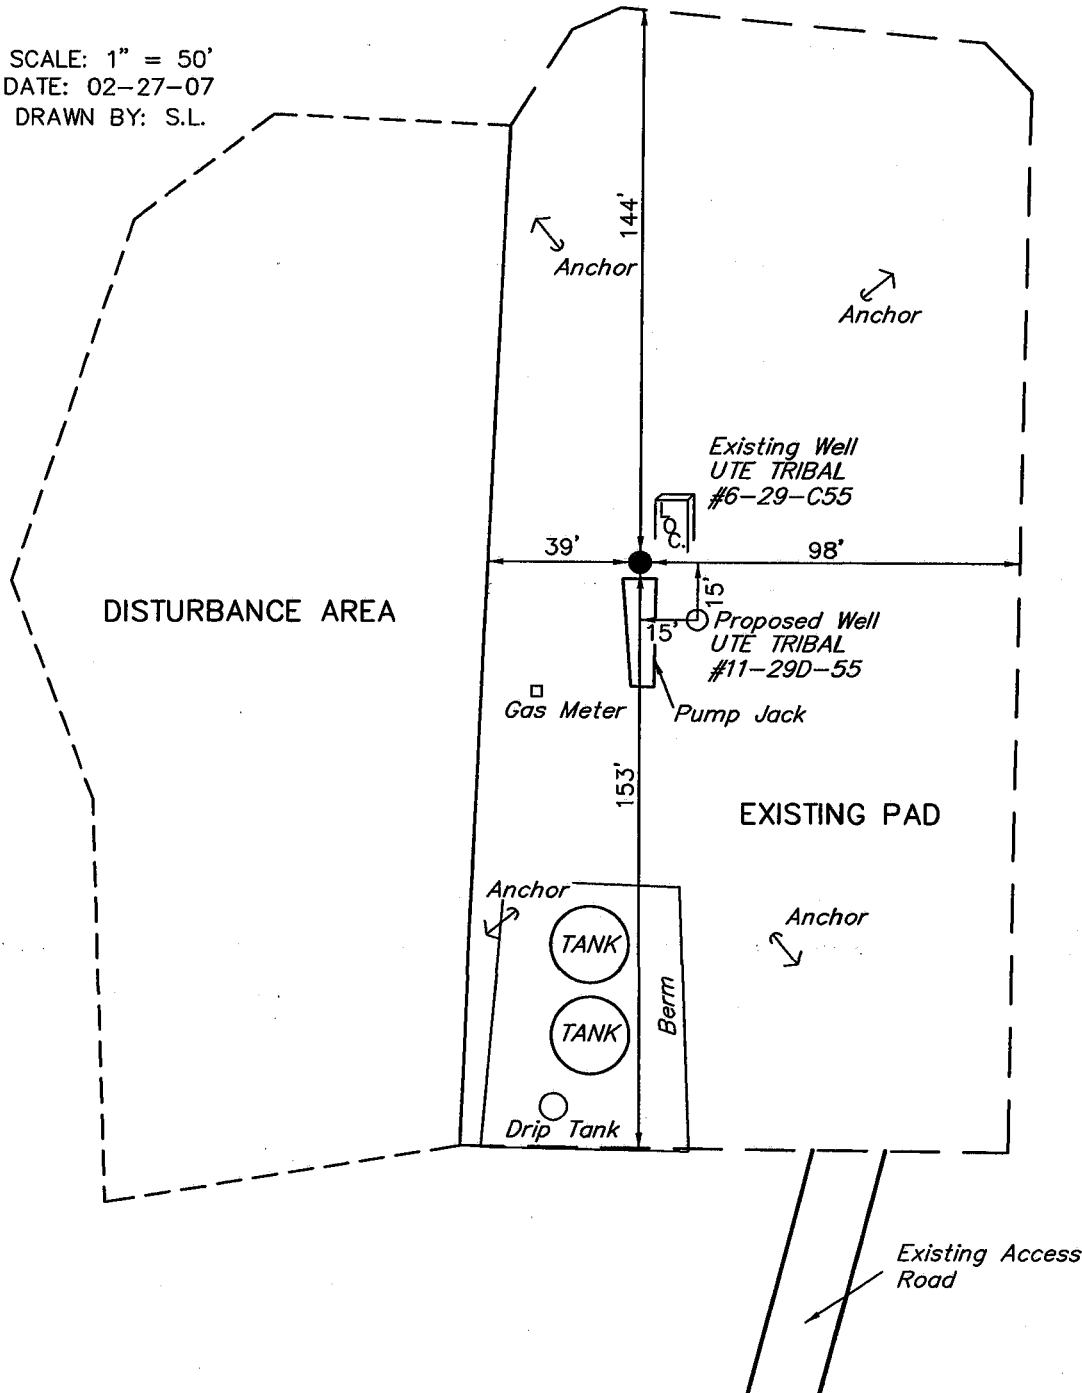 SCALE: 1" = 50'
DATE: 02-27-07
DRAWN BY: S.L.
144'
Anchor
Anchor
Existing Well
UTE TRIBAL
#6-29-C55
LOC.
39'
98'
DISTURBANCE AREA
15'
15'
Proposed Well
UTE TRIBAL
#11-29D-55
Gas Meter
Pump Jack
153'
EXISTING PAD
Anchor
Anchor
TANK
TANK
Berm
Drip Tank
Existing Access
Road